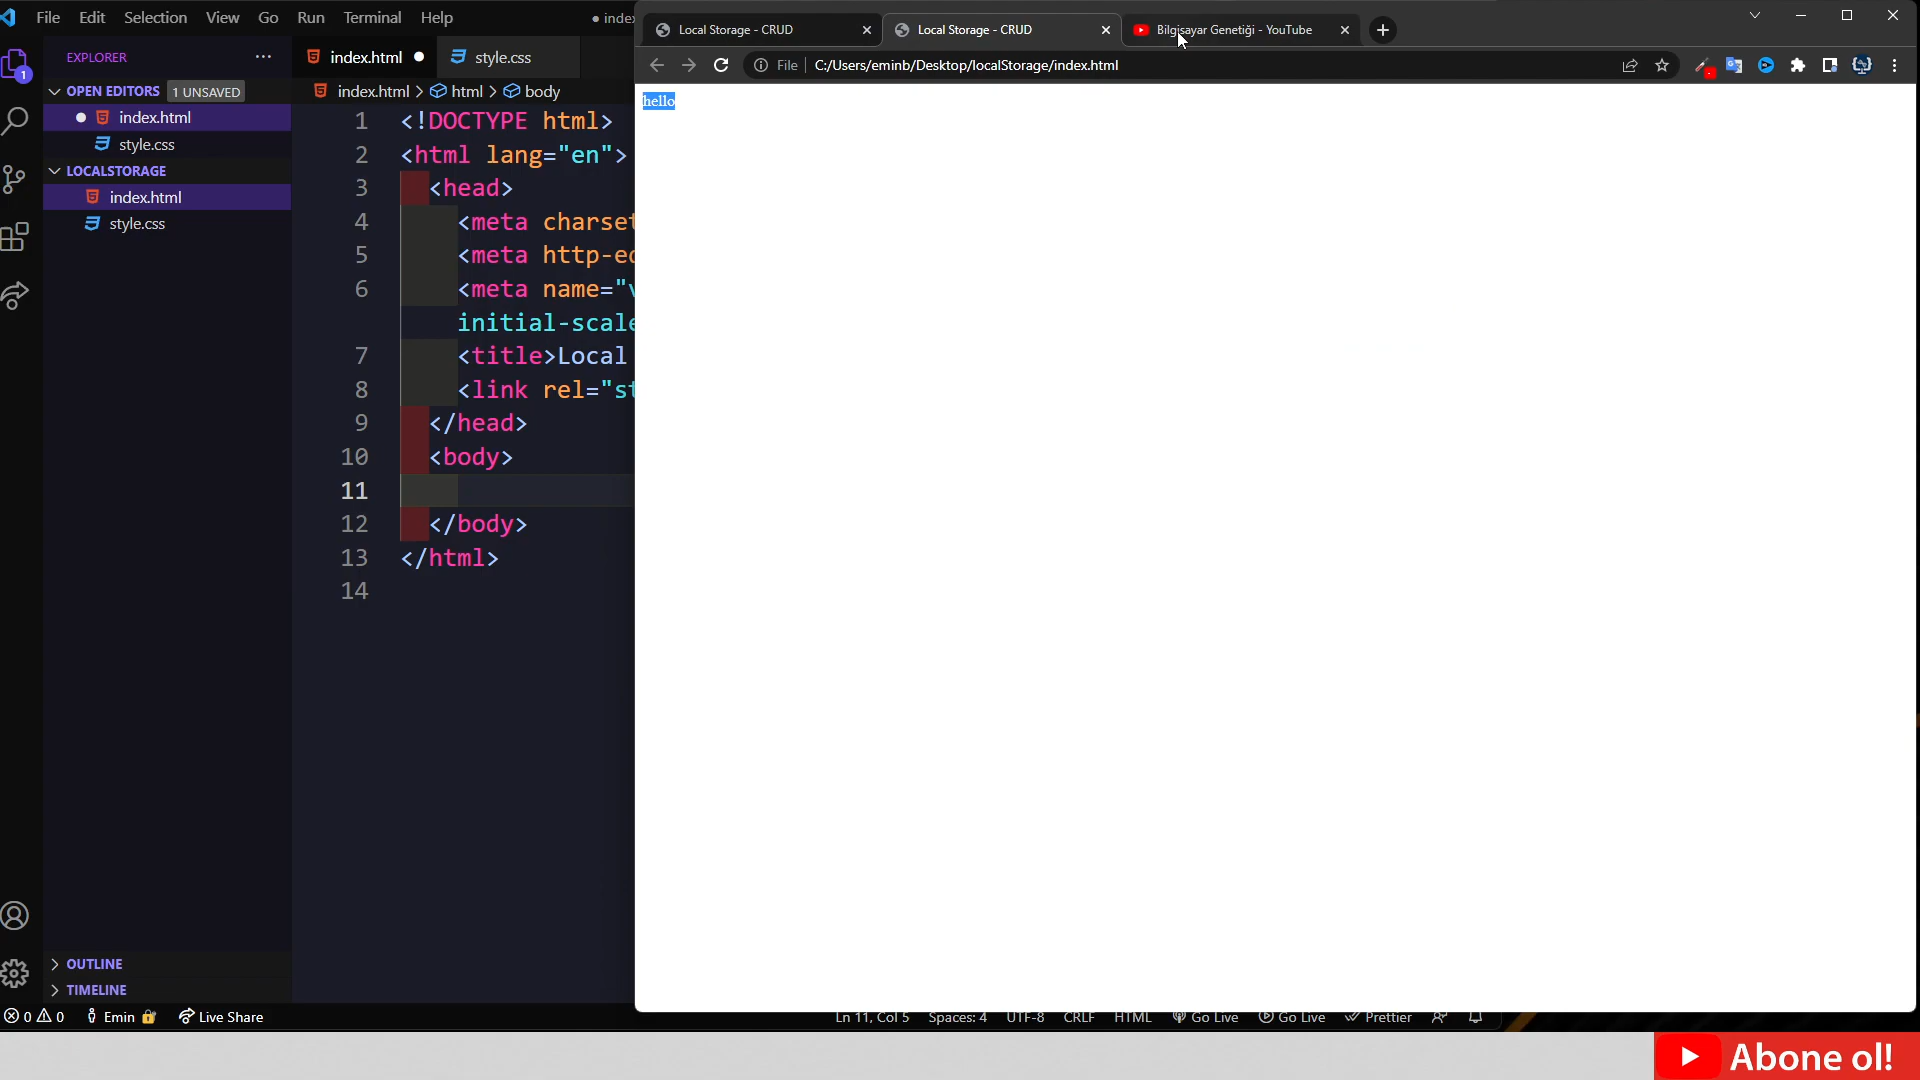 File Edit Selection View Go Run Terminal Help
● index
EXPLORER ···
OPEN EDITORS 1 UNSAVED
index.html
style.css
LOCALSTORAGE
index.html
style.css
OUTLINE
TIMELINE
1
index.html ● style.css
index.html > html > body
1 <!DOCTYPE html>
2 <html lang="en">
3 <head>
4 <meta charset
5 <meta http-eq
6 <meta name="v
initial-scale
7 <title>Local
8 <link rel="st
9 </head>
10 <body>
11
12 </body>
13 </html>
14
Local Storage - CRUD
Local Storage - CRUD
Bilgisayar Genetiği - YouTube
File C:/Users/eminb/Desktop/localStorage/index.html
hello
0 0 Emin Live Share
Ln 11, Col 5 Spaces: 4 UTF-8 CRLF HTML Go Live Go Live Prettier
Abone ol!